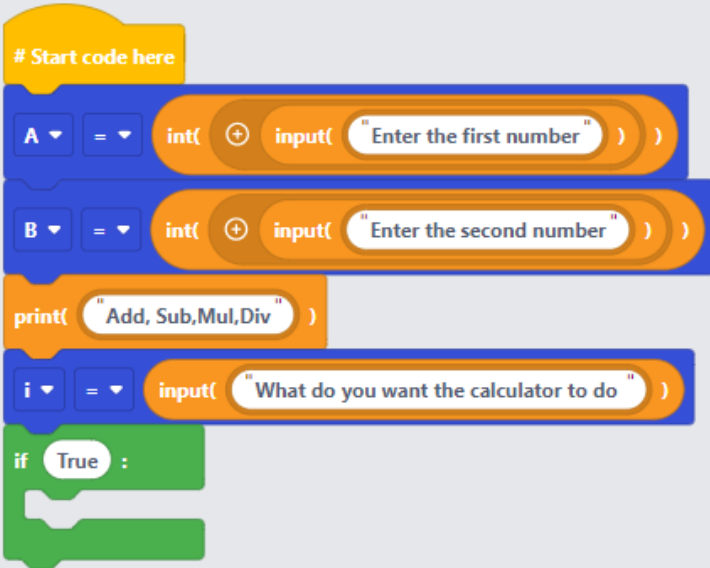 # Start code here
A = int( input( "Enter the first number" ) )
B = int( input( "Enter the second number" ) )
print( "Add, Sub,Mul,Div" )
i = input( "What do you want the calculator to do " )
if True :